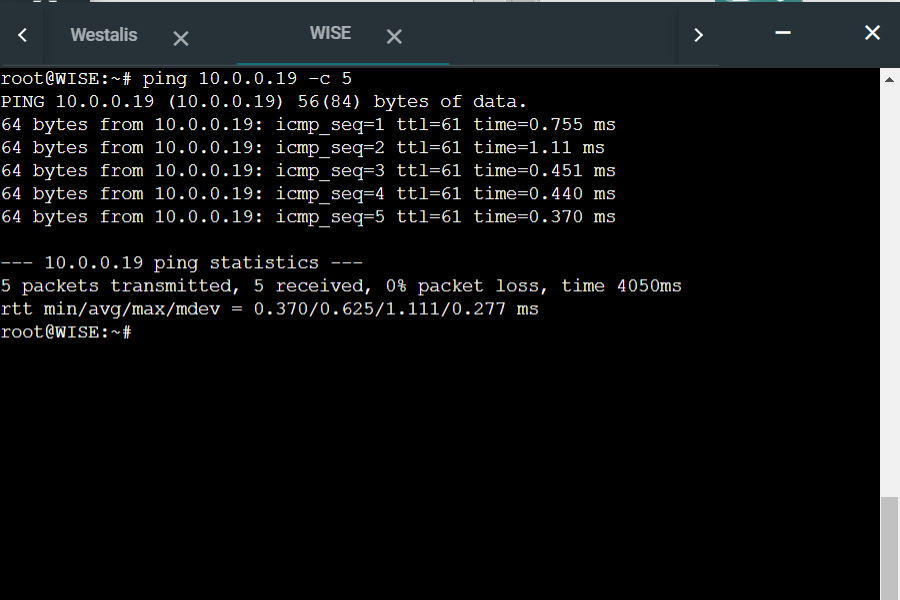 Westalis
WISE
root@WISE:~# ping 10.0.0.19 -c 5
PING 10.0.0.19 (10.0.0.19) 56(84) bytes of data.
64 bytes from 10.0.0.19: icmp_seq=1 ttl=61 time=0.755 ms
64 bytes from 10.0.0.19: icmp_seq=2 ttl=61 time=1.11 ms
64 bytes from 10.0.0.19: icmp_seq=3 ttl=61 time=0.451 ms
64 bytes from 10.0.0.19: icmp_seq=4 ttl=61 time=0.440 ms
64 bytes from 10.0.0.19: icmp_seq=5 ttl=61 time=0.370 ms
--- 10.0.0.19 ping statistics ---
5 packets transmitted, 5 received, 0% packet loss, time 4050ms
rtt min/avg/max/mdev = 0.370/0.625/1.111/0.277 ms
root@WISE:~#